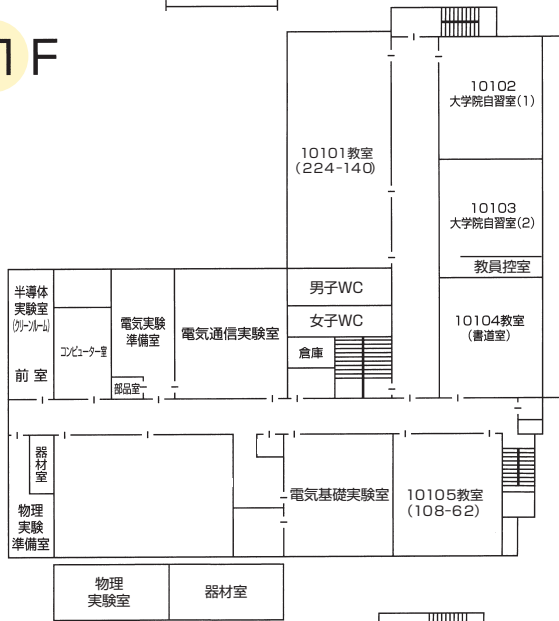 1F
10102
大学院自習室(1)
10101教室
(224-140)
10103
大学院自習室(2)
教員控室
半導体
実験室
(クリーンルーム)
前室
コンピューター室
電気実験
準備室
部品室
電気通信実験室
男子WC
女子WC
倉庫
10104教室
(書道室)
器材室
物理
実験
準備室
電気基礎実験室
10105教室
(108-62)
物理
実験室
器材室